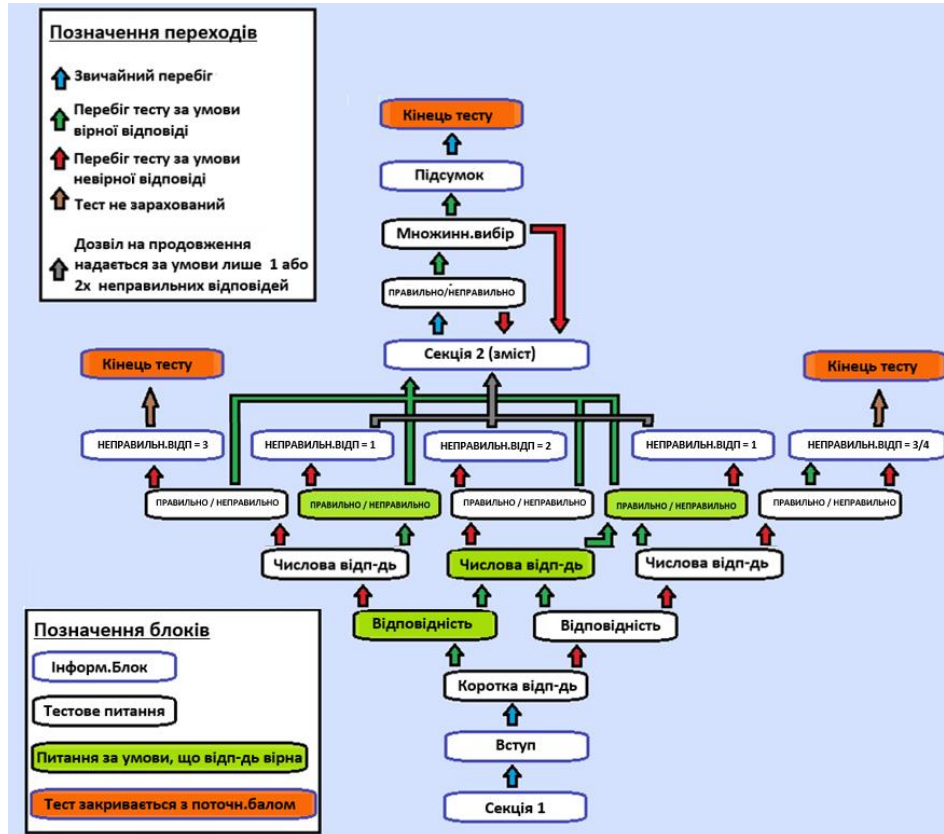 Позначення переходів
Звичайний перебіг
Перебіг тесту за умови
вірної відповіді
Перебіг тесту за умови
невірної відповіді
Тест не зарахований
Дозвіл на продовження
надається за умови лише 1 або
2х неправильних відповідей
Кінець тесту
Підсумок
Множинн.вибір
ПРАВИЛЬНО/НЕПРАВИЛЬНО
Секція 2 (зміст)
Кінець тесту
Кінець тесту
НЕПРАВИЛЬН.ВІДП = 3
НЕПРАВИЛЬН.ВІДП = 1
НЕПРАВИЛЬН.ВІДП = 2
НЕПРАВИЛЬН.ВІДП = 1
НЕПРАВИЛЬН.ВІДП = 3/4
ПРАВИЛЬНО / НЕПРАВИЛЬНО
ПРАВИЛЬНО / НЕПРАВИЛЬНО
ПРАВИЛЬНО / НЕПРАВИЛЬНО
ПРАВИЛЬНО / НЕПРАВИЛЬНО
ПРАВИЛЬНО / НЕПРАВИЛЬНО
Числова відп-дь
Числова відп-дь
Числова відп-дь
Відповідність
Відповідність
Коротка відп-дь
Вступ
Секція 1
Позначення блоків
Інформ.Блок
Тестове питання
Питання за умови, що відп-дь вірна
Тест закривається з поточн.балом